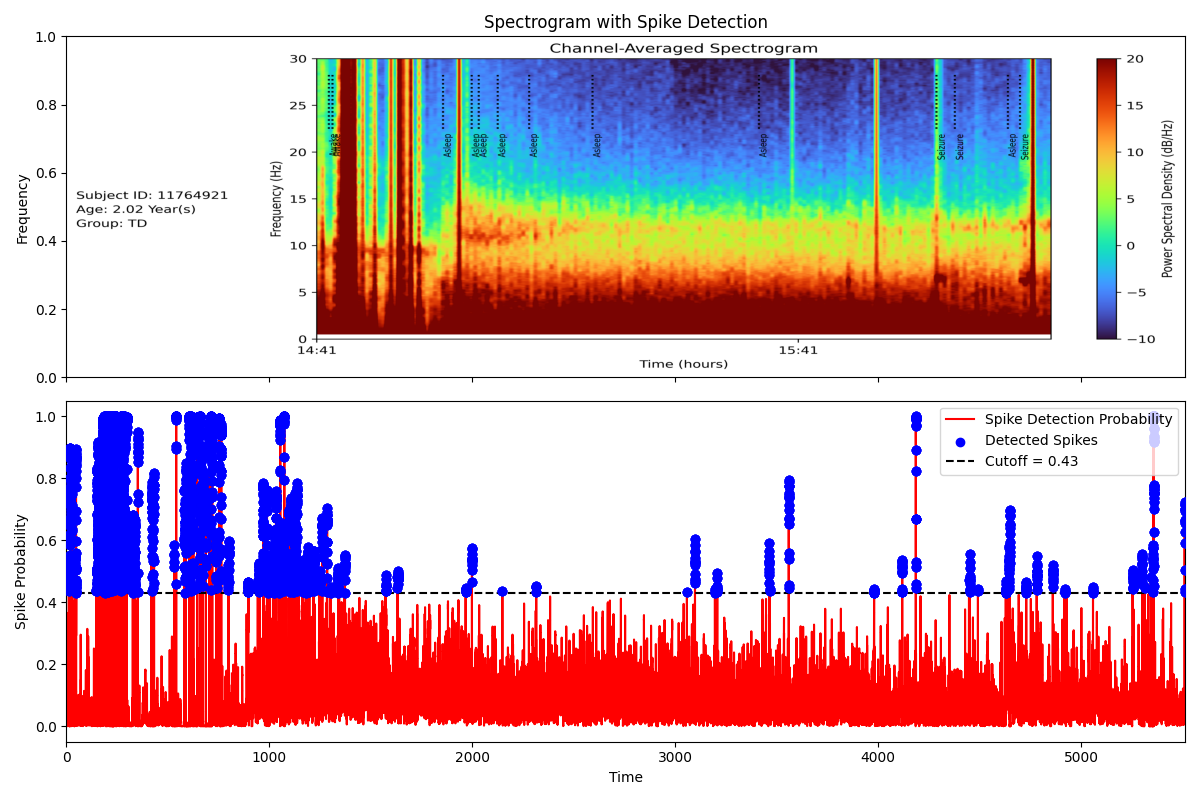 Spectrogram with Spike Detection
Channel-Averaged Spectrogram
Frequency
1.0
0.8
0.6
0.4
0.2
0.0
Subject ID: 11764921
Age: 2.02 Year(s)
Group: TD
Frequency (Hz)
30
25
20
15
10
5
0
Awake
Asleep
Asleep
Asleep
Asleep
Asleep
Asleep
Asleep
Seizure
Seizure
Asleep
Seizure
14:41
15:41
Time (hours)
20
15
10
5
0
−5
−10
Power Spectral Density (dB/Hz)
Spike Probability
1.0
0.8
0.6
0.4
0.2
0.0
Spike Detection Probability
Detected Spikes
Cutoff = 0.43
0
1000
2000
3000
4000
5000
Time